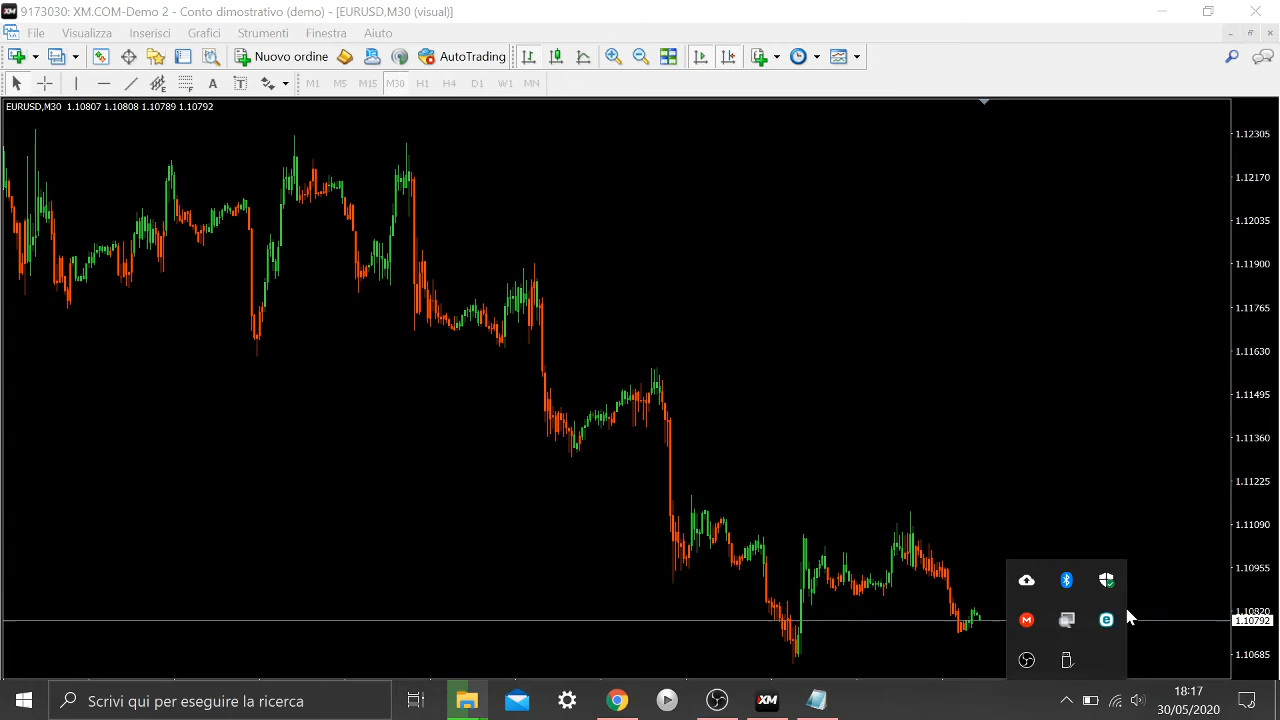 9173030: XM.COM-Demo 2 - Conto dimostrativo (demo) - [EURUSD,M30 (visual)]
File Visualizza Inserisci Grafici Strumenti Finestra Aiuto
Nuovo ordine AutoTrading
A T M1 M5 M15 M30 H1 H4 D1 W1 MN
EURUSD,M30 1.10807 1.10808 1.10789 1.10792
1.12305
1.12170
1.12035
1.11900
1.11765
1.11630
1.11495
1.11360
1.11225
1.11090
1.10955
1.10820
1.10792
1.10685
Scrivi qui per eseguire la ricerca
XM
18:17
30/05/2020